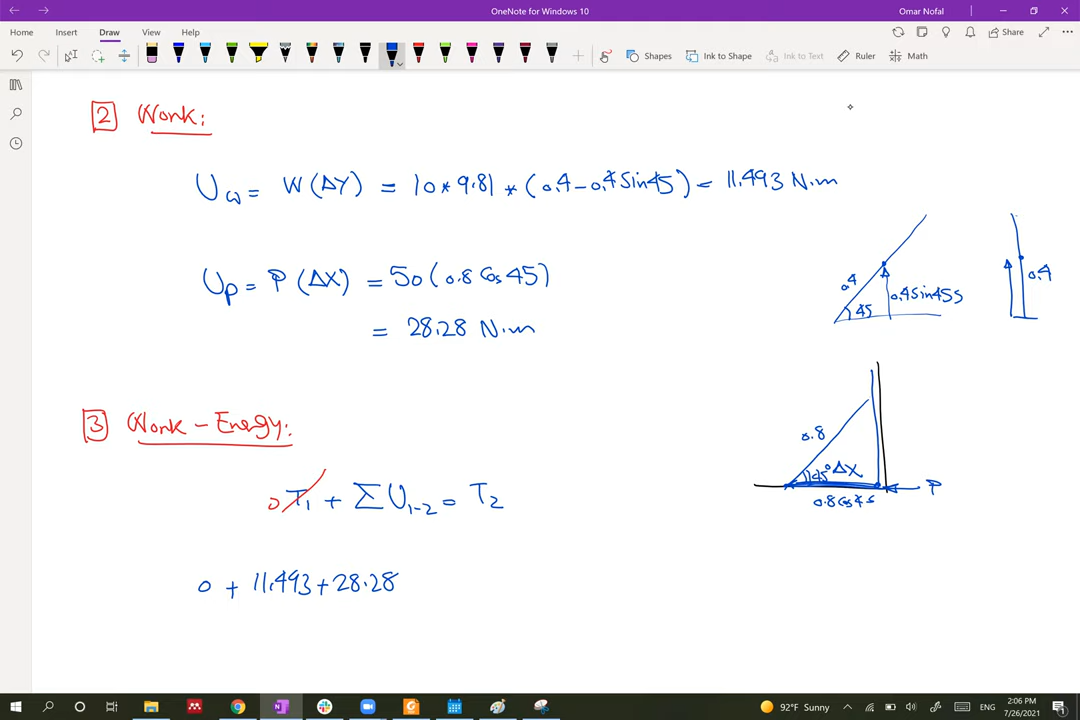 OneNote for Windows 10
Omar Nofal
Home Insert Draw View Help
Share
Shapes Ink to Shape Ink to Text Ruler Math
2 Work:
Uω = W(ΔY) = 10*9.81*(0.4-0.4sin45) = 11.493 N.m
Up = P(ΔX) = 50(0.8 Cos 45)
= 28.28 N.m
0.4
45
0.4sin45
0.4
3 Work - Energy:
0 T1 + ΣU1-2 = T2
0.8
45° ΔX
0.8cos45
P
0 + 11.493 + 28.28
92°F Sunny
ENG
2:06 PM
7/26/2021